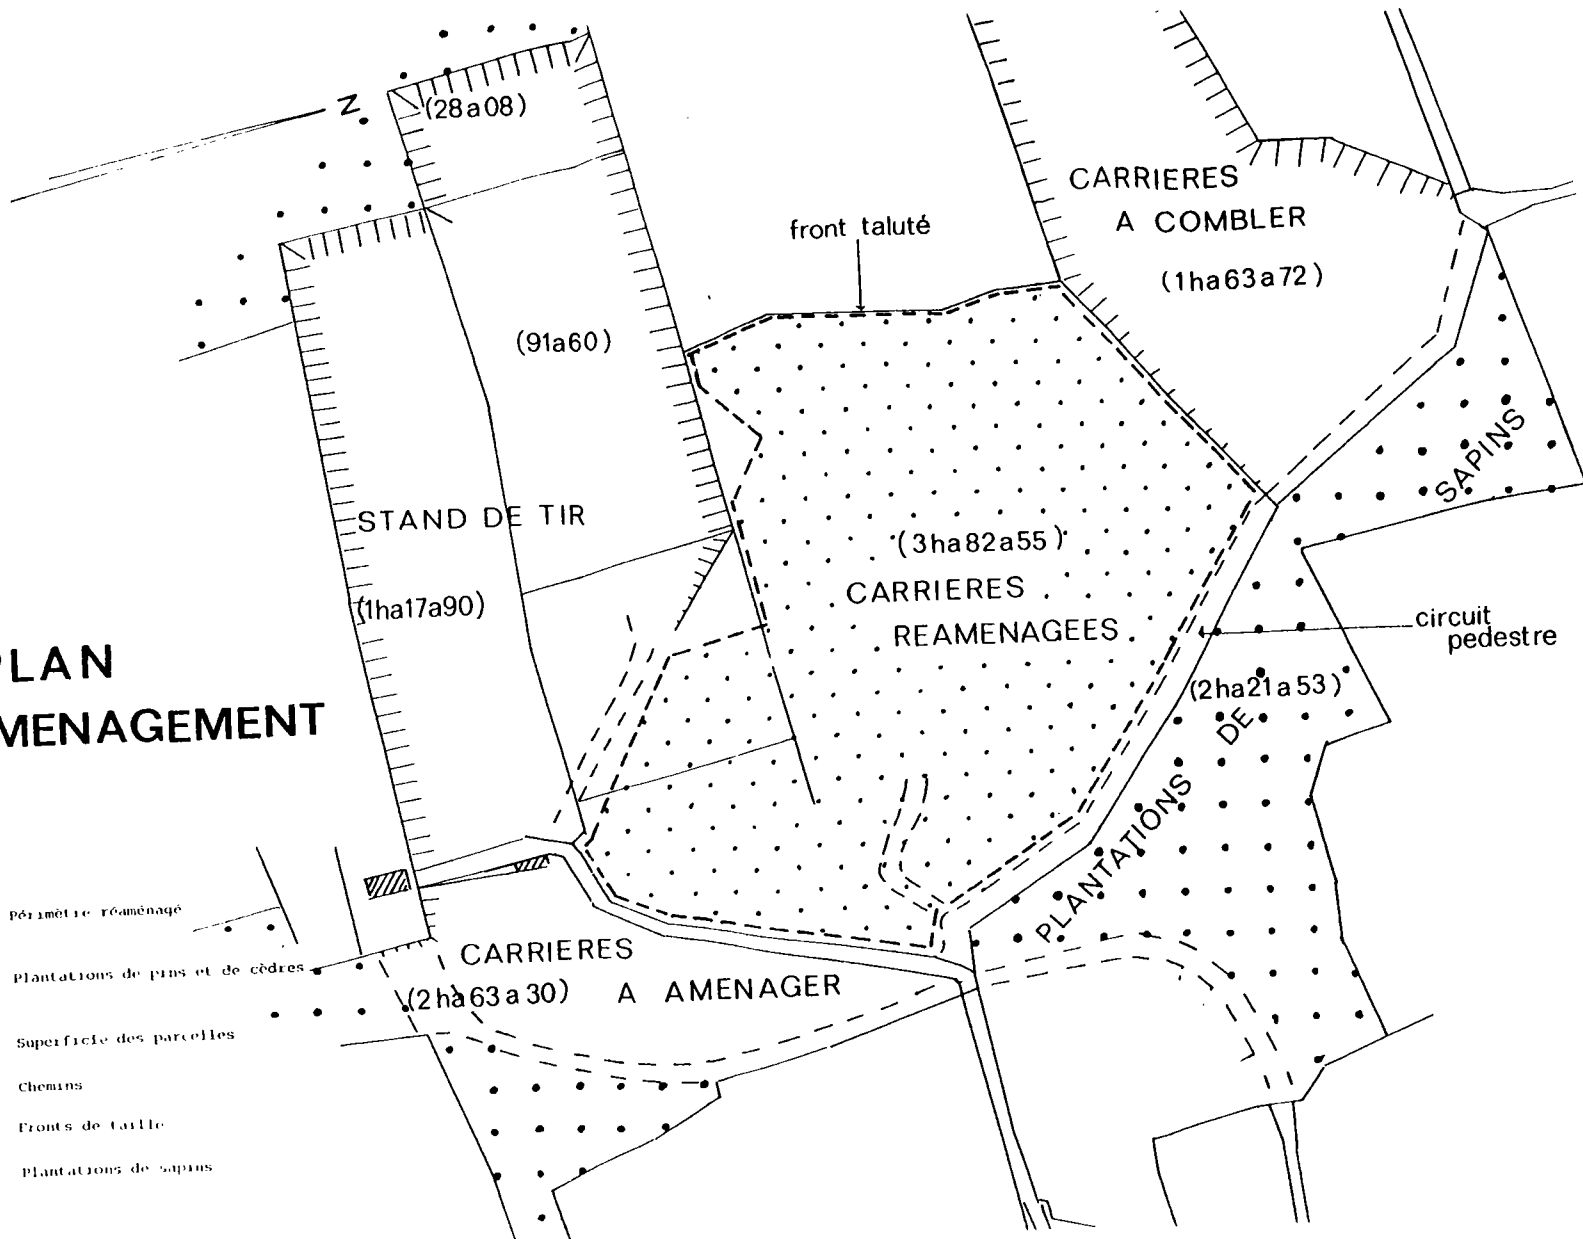 N
(28a08)
CARRIERES
A COMBLER
(1ha63a72)
front taluté
(91a60)
SAPINS
STAND DE TIR
(3ha82a55)
CARRIERES
REAMENAGEES
(1ha17a90)
circuit
pedestre
(2ha21a53)
DE
PLANTATIONS
PLAN
MENAGEMENT
Périmètre réaménagé
Plantations de pins et de cèdres
Superficie des parcelles
Chemins
Fronts de taille
Plantations de sapins
CARRIERES
(2ha63a30) A AMENAGER